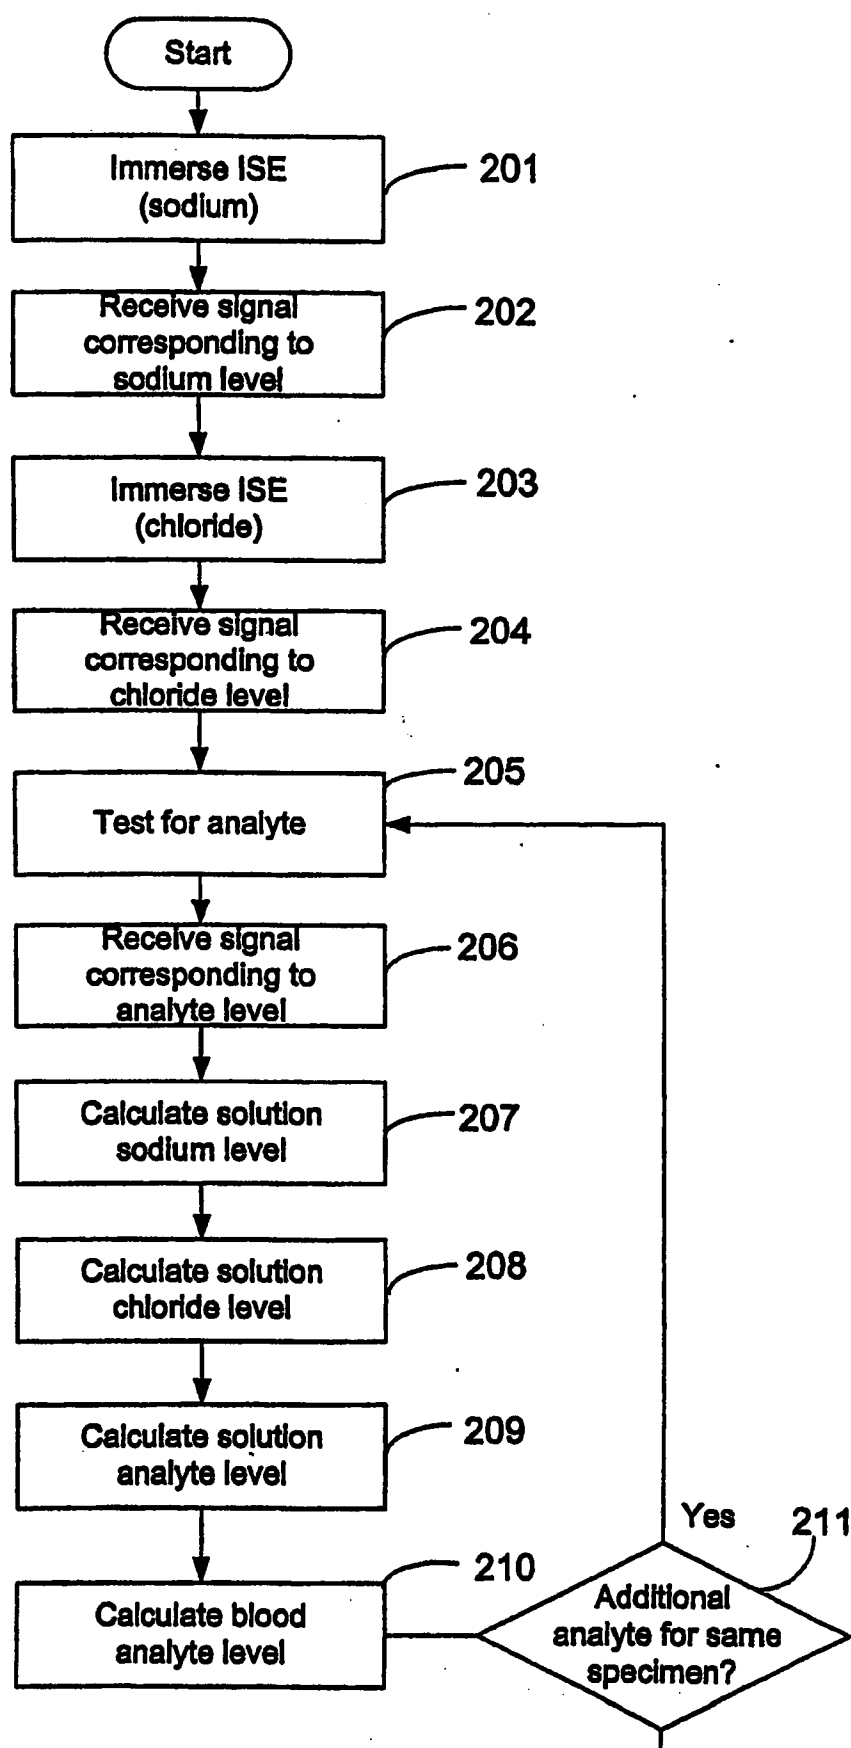 Start
Immerse ISE
(sodium)
201
Receive signal
corresponding to
sodium level
202
Immerse ISE
(chloride)
203
Receive signal
corresponding to
chloride level
204
Test for analyte
205
Receive signal
corresponding to
analyte level
206
Calculate solution
sodium level
207
Calculate solution
chloride level
208
Calculate solution
analyte level
209
Calculate blood
analyte level
210
Yes
211
Additional
analyte for same
specimen?